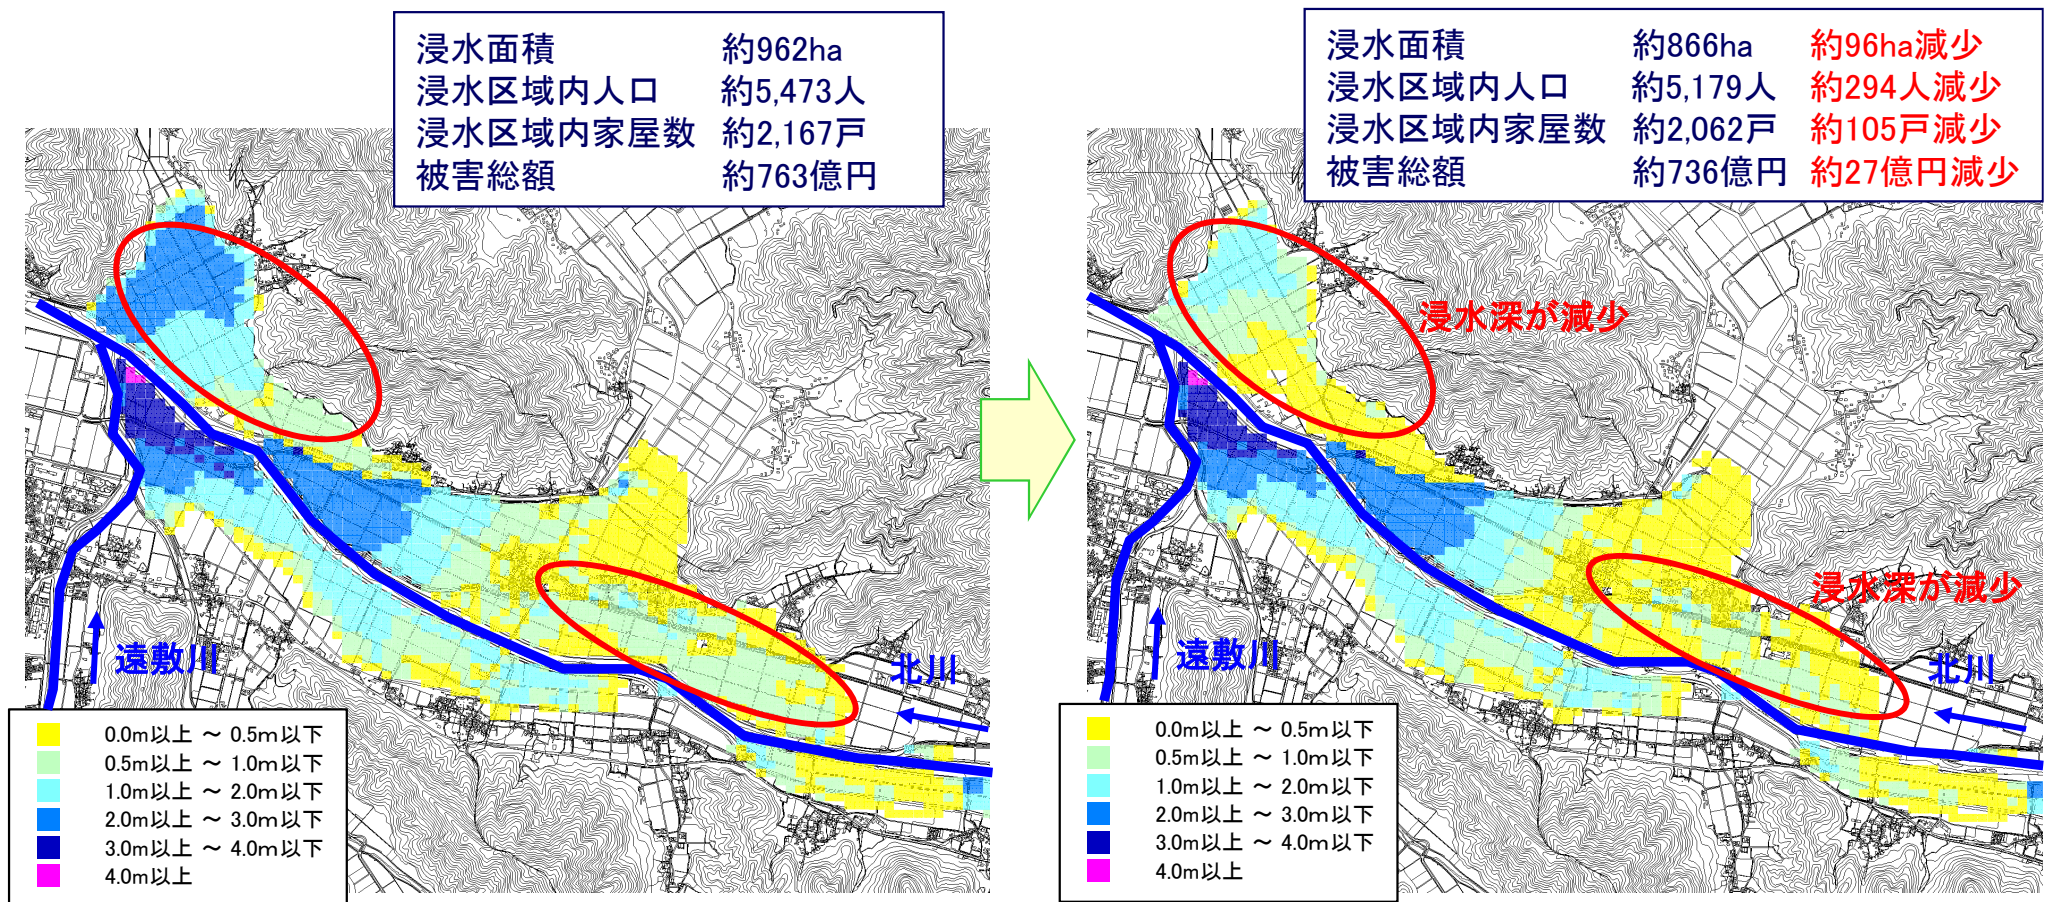 浸水面積 約962ha
浸水区域内人口 約5,473人
浸水区域内家屋数 約2,167戸
被害総額 約763億円
遠敷川
北川
0.0m以上 ～ 0.5m以下
0.5m以上 ～ 1.0m以下
1.0m以上 ～ 2.0m以下
2.0m以上 ～ 3.0m以下
3.0m以上 ～ 4.0m以下
4.0m以上
浸水面積 約866ha 約96ha減少
浸水区域内人口 約5,179人 約294人減少
浸水区域内家屋数 約2,062戸 約105戸減少
被害総額 約736億円 約27億円減少
浸水深が減少
浸水深が減少
遠敷川
北川
0.0m以上 ～ 0.5m以下
0.5m以上 ～ 1.0m以下
1.0m以上 ～ 2.0m以下
2.0m以上 ～ 3.0m以下
3.0m以上 ～ 4.0m以下
4.0m以上